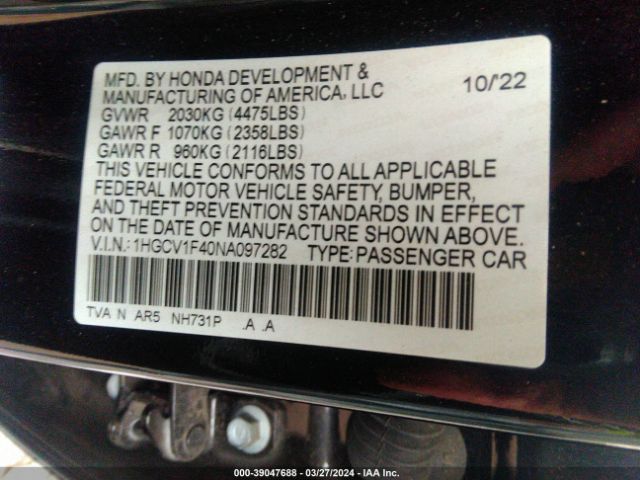 MFD. BY HONDA DEVELOPMENT &
MANUFACTURING OF AMERICA, LLC 10/'22
GVWR 2030KG (4475LBS)
GAWR F 1070KG (2358LBS)
GAWR R 960KG (2116LBS)
THIS VEHICLE CONFORMS TO ALL APPLICABLE
FEDERAL MOTOR VEHICLE SAFETY, BUMPER,
AND THEFT PREVENTION STANDARDS IN EFFECT
ON THE DATE OF MANUFACTURE SHOWN ABOVE.
V.I.N.: 1HGCV1F40NA097282 TYPE: PASSENGER CAR
TVA N AR5 NH731P .A .A
000-39047688 - 03/27/2024 - IAA Inc.